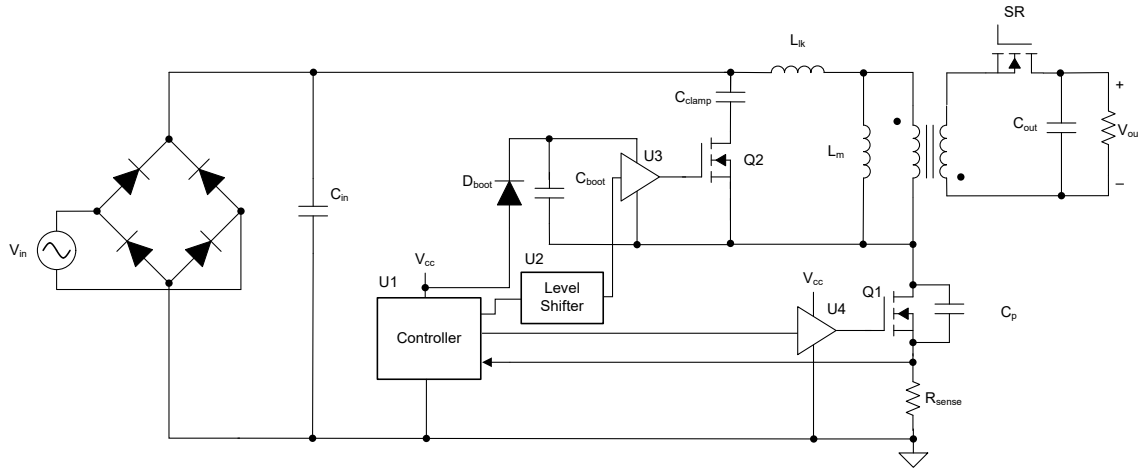 SR
Llk
Cclamp
+
Cout
Vou
Lm
U3
Q2
Dboot
Cboot
Cin
–
Vin
Vcc
U2
U1
Level
Shifter
Vcc
Q1
U4
Cp
Controller
Rsense